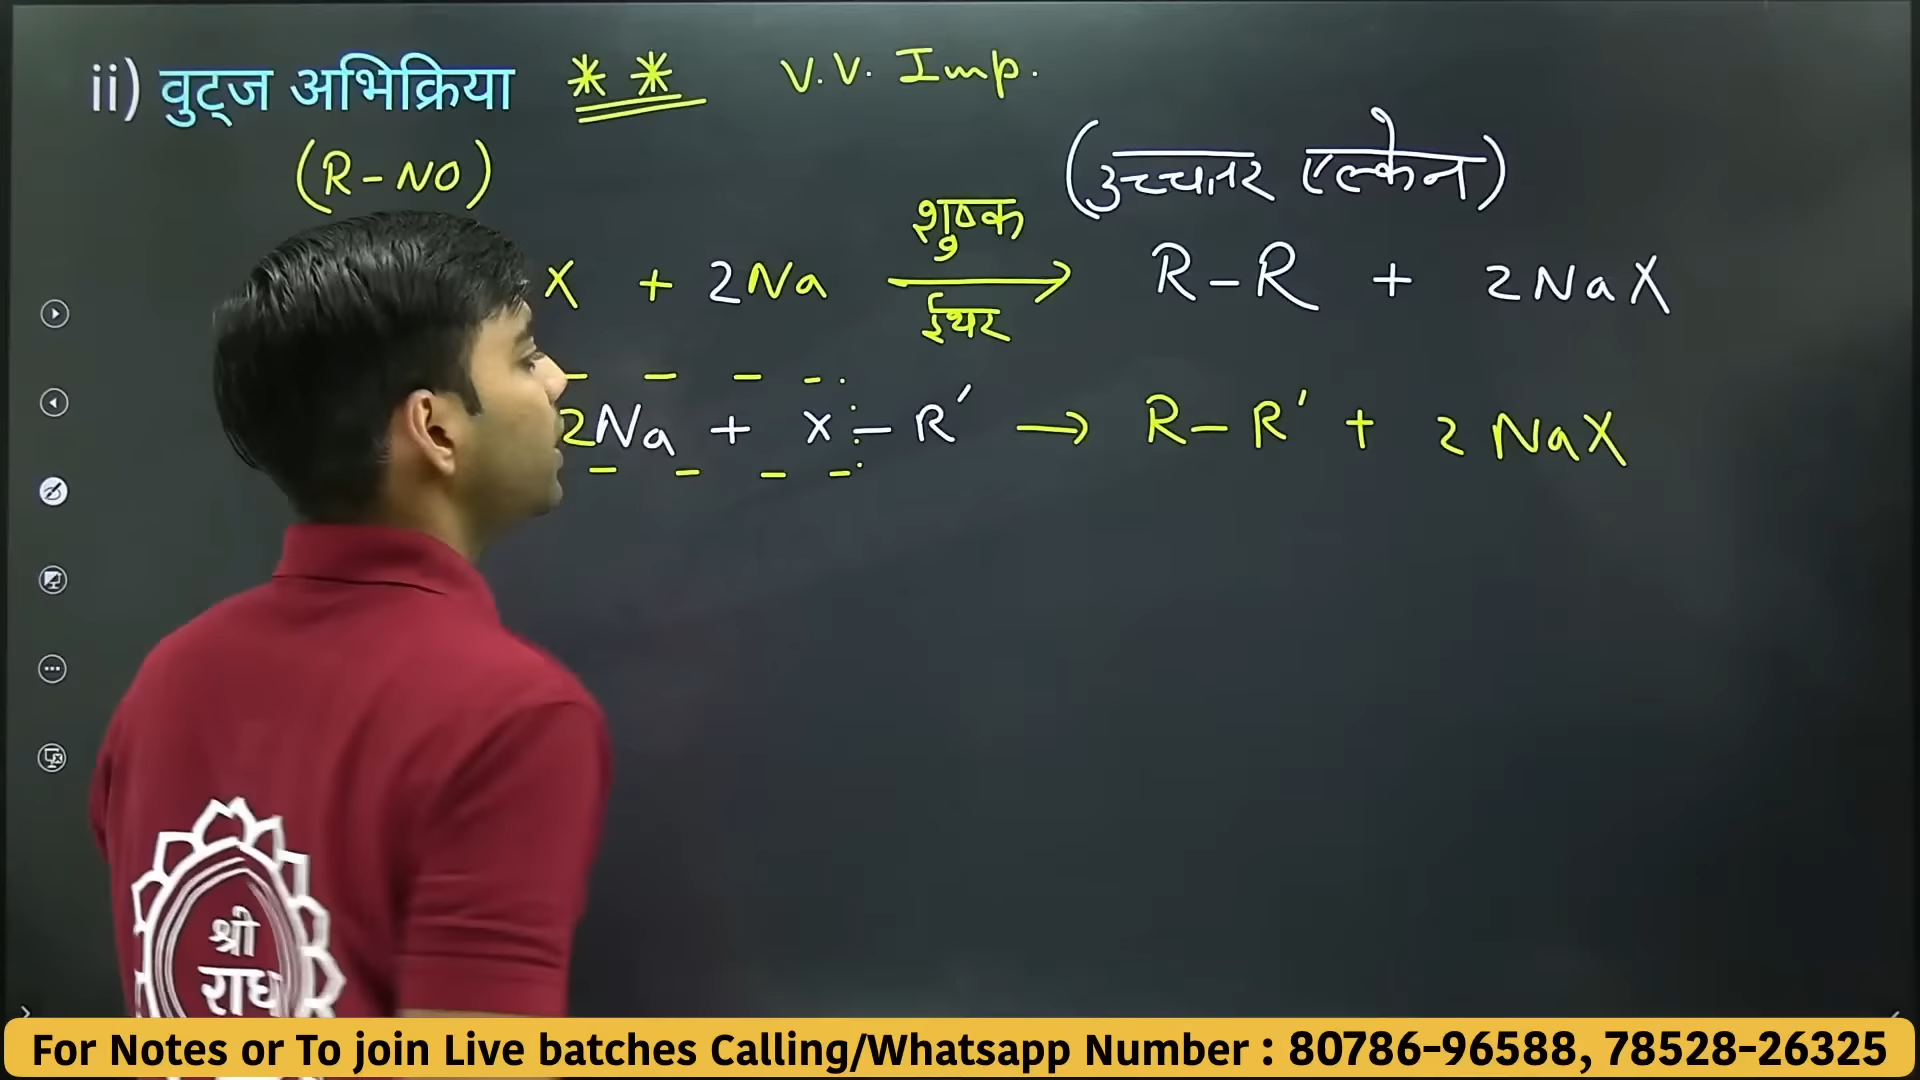 ii) वुट्ज अभिक्रिया ** V.V. Imp.
(R-NO)
(उच्चतर एल्केन)
शुष्क
X + 2Na → R-R + 2NaX
ईथर
2Na + X-R' → R-R' + 2NaX
श्री
राध
For Notes or To join Live batches Calling/Whatsapp Number : 80786-96588, 78528-26325